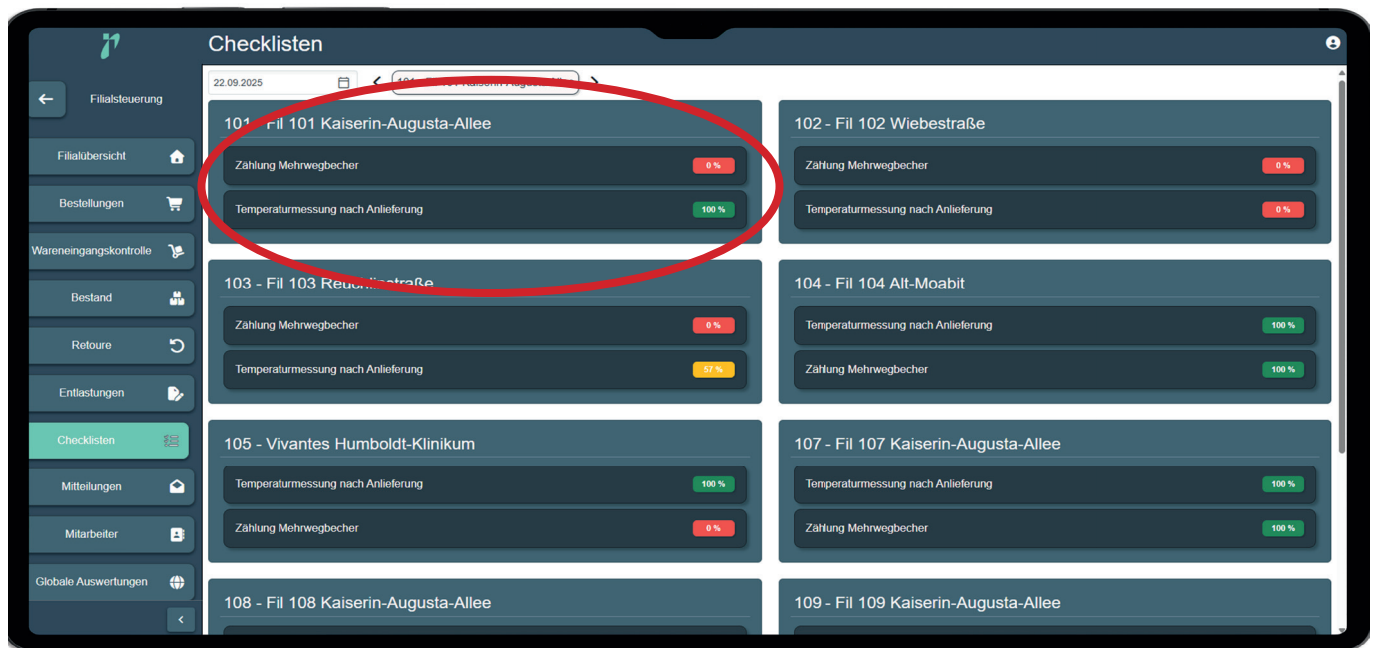 Checklisten
Filialsteuerung
22.09.2025
Filialübersicht
Bestellungen
Wareneingangskontrolle
Bestand
Retoure
Entlastungen
Checklisten
Mitteilungen
Mitarbeiter
Globale Auswertungen
101 - Fil 101 Kaiserin-Augusta-Allee
Zählung Mehrwegbecher 0 %
Temperaturmessung nach Anlieferung 100 %
102 - Fil 102 Wiebestraße
Zählung Mehrwegbecher 0 %
Temperaturmessung nach Anlieferung 0 %
103 - Fil 103 Reuchlinstraße
Zählung Mehrwegbecher 0 %
Temperaturmessung nach Anlieferung 57 %
104 - Fil 104 Alt-Moabit
Temperaturmessung nach Anlieferung 100 %
Zählung Mehrwegbecher 100 %
105 - Vivantes Humboldt-Klinikum
Temperaturmessung nach Anlieferung 100 %
Zählung Mehrwegbecher 0 %
107 - Fil 107 Kaiserin-Augusta-Allee
Temperaturmessung nach Anlieferung 100 %
Zählung Mehrwegbecher 100 %
108 - Fil 108 Kaiserin-Augusta-Allee
109 - Fil 109 Kaiserin-Augusta-Allee